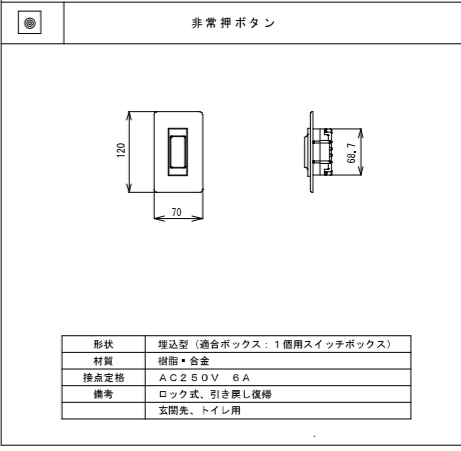 非常押ボタン
120
70
68.7
形状 埋込型（適合ボックス：１個用スイッチボックス）
材質 樹脂・合金
接点定格 ＡＣ２５０Ｖ ６Ａ
備考 ロック式、引き戻し復帰
玄関先、トイレ用